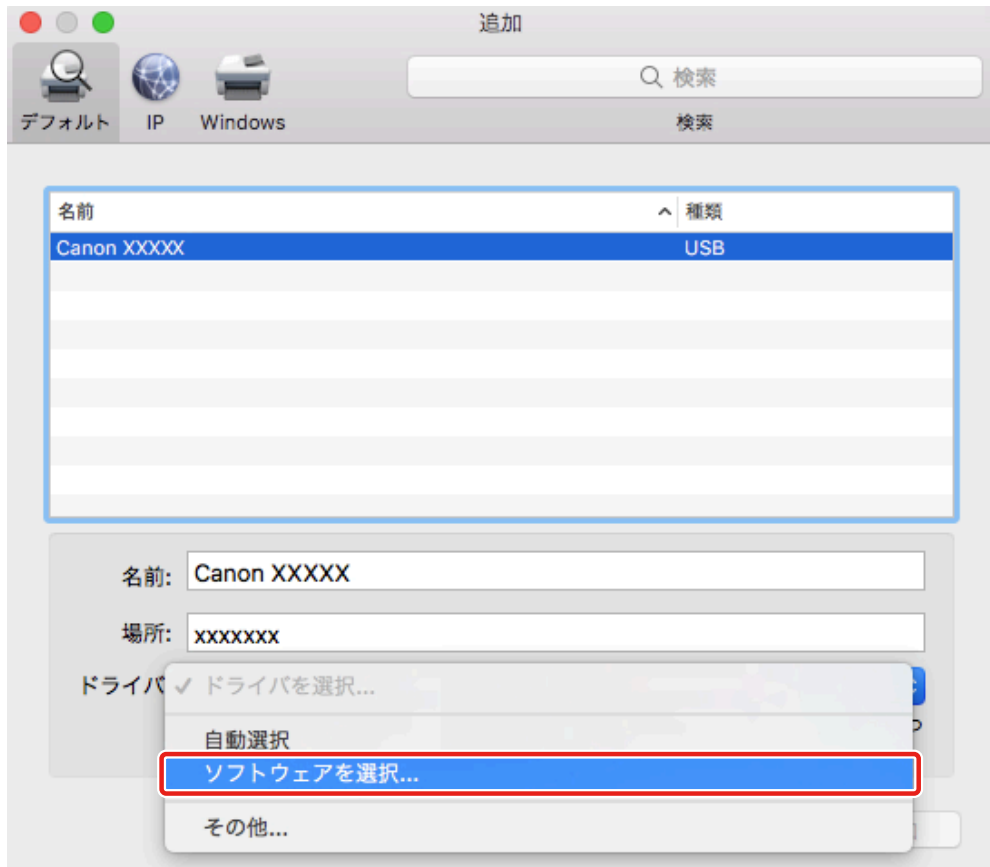 追加
検索
デフォルト IP Windows 検索
名前 種類
Canon XXXXX USB
名前: Canon XXXXX
場所: xxxxxxx
ドライバ ✓ ドライバを選択...
自動選択
ソフトウェアを選択...
その他...